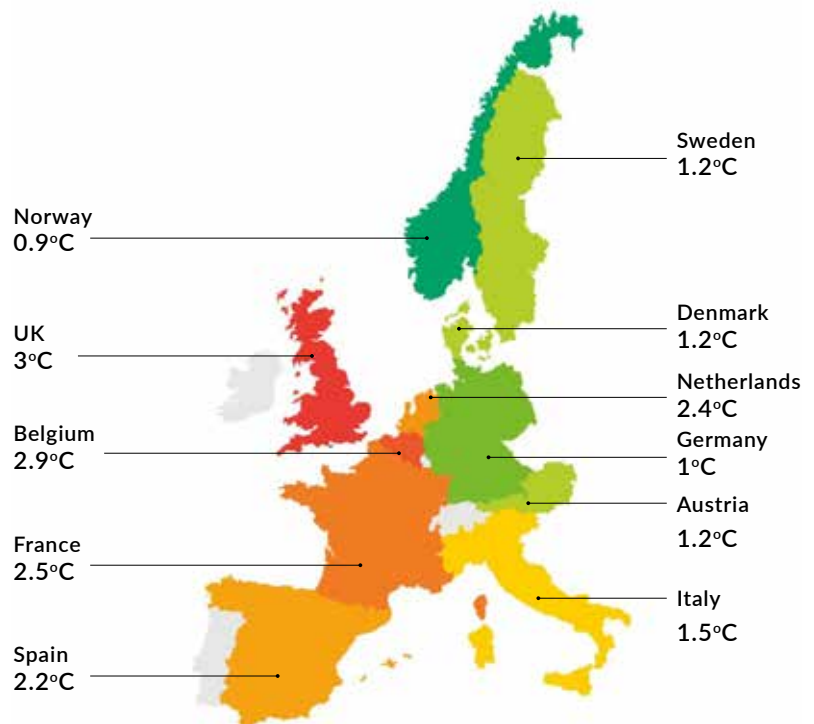 Norway
0.9°C
UK
3°C
Belgium
2.9°C
France
2.5°C
Spain
2.2°C
Sweden
1.2°C
Denmark
1.2°C
Netherlands
2.4°C
Germany
1°C
Austria
1.2°C
Italy
1.5°C